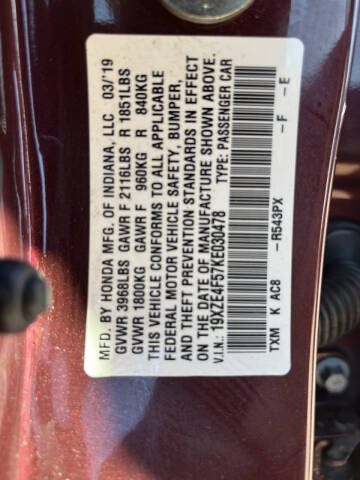 MFD. BY HONDA MFG. OF INDIANA, LLC 03/'19
GVWR 3968LBS GAWR F 2116LBS R 1851LBS
GVWR 1800KG GAWR F 960KG R 840KG
THIS VEHICLE CONFORMS TO ALL APPLICABLE
FEDERAL MOTOR VEHICLE SAFETY, BUMPER,
AND THEFT PREVENTION STANDARDS IN EFFECT
ON THE DATE OF MANUFACTURE SHOWN ABOVE.
V.I.N.: 19XZE4F57KE030478 TYPE: PASSENGER CAR
TXM K AC8 -R543PX -F -E